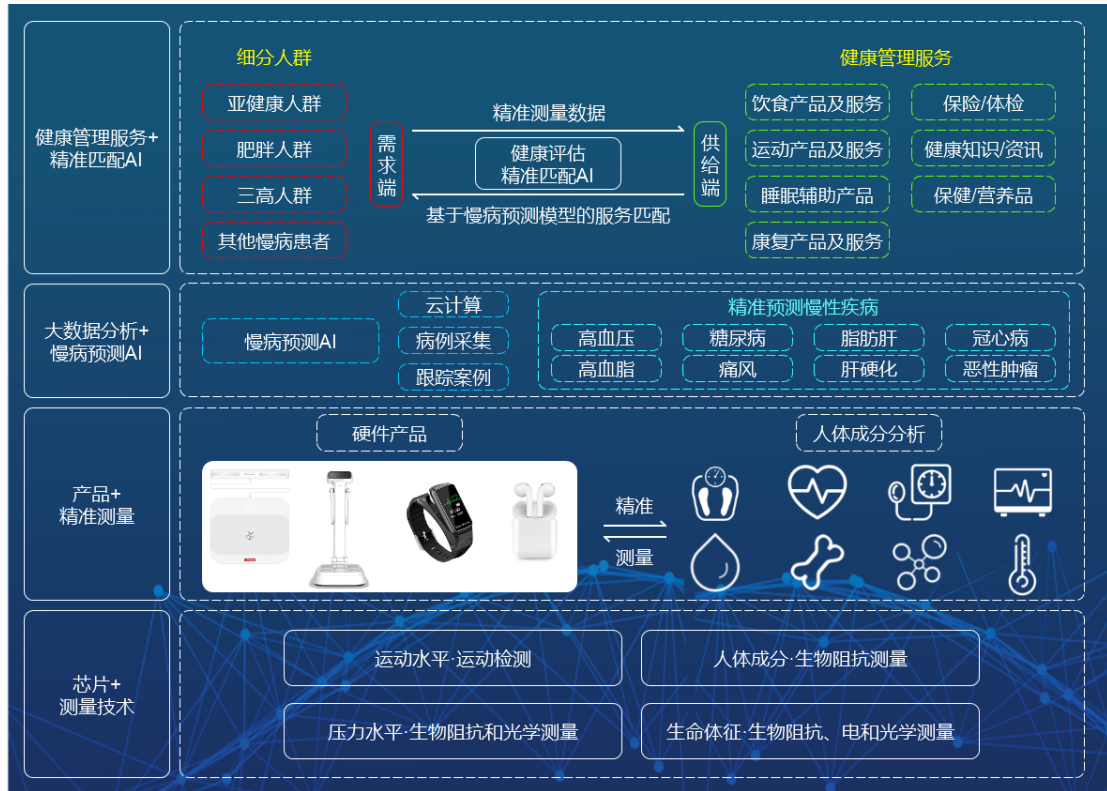 健康管理服务+
精准匹配AI
细分人群
亚健康人群
肥胖人群
三高人群
其他慢病患者
需求端
精准测量数据
健康评估
精准匹配AI
基于慢病预测模型的服务匹配
供给端
健康管理服务
饮食产品及服务
保险/体检
运动产品及服务
健康知识/资讯
睡眠辅助产品
保健/营养品
康复产品及服务
大数据分析+
慢病预测AI
慢病预测AI
云计算
病例采集
跟踪案例
精准预测慢性疾病
高血压
糖尿病
脂肪肝
冠心病
高血脂
痛风
肝硬化
恶性肿瘤
产品+
精准测量
硬件产品
精准
测量
人体成分分析
芯片+
测量技术
运动水平·运动检测
人体成分·生物阻抗测量
压力水平·生物阻抗和光学测量
生命体征·生物阻抗、电和光学测量